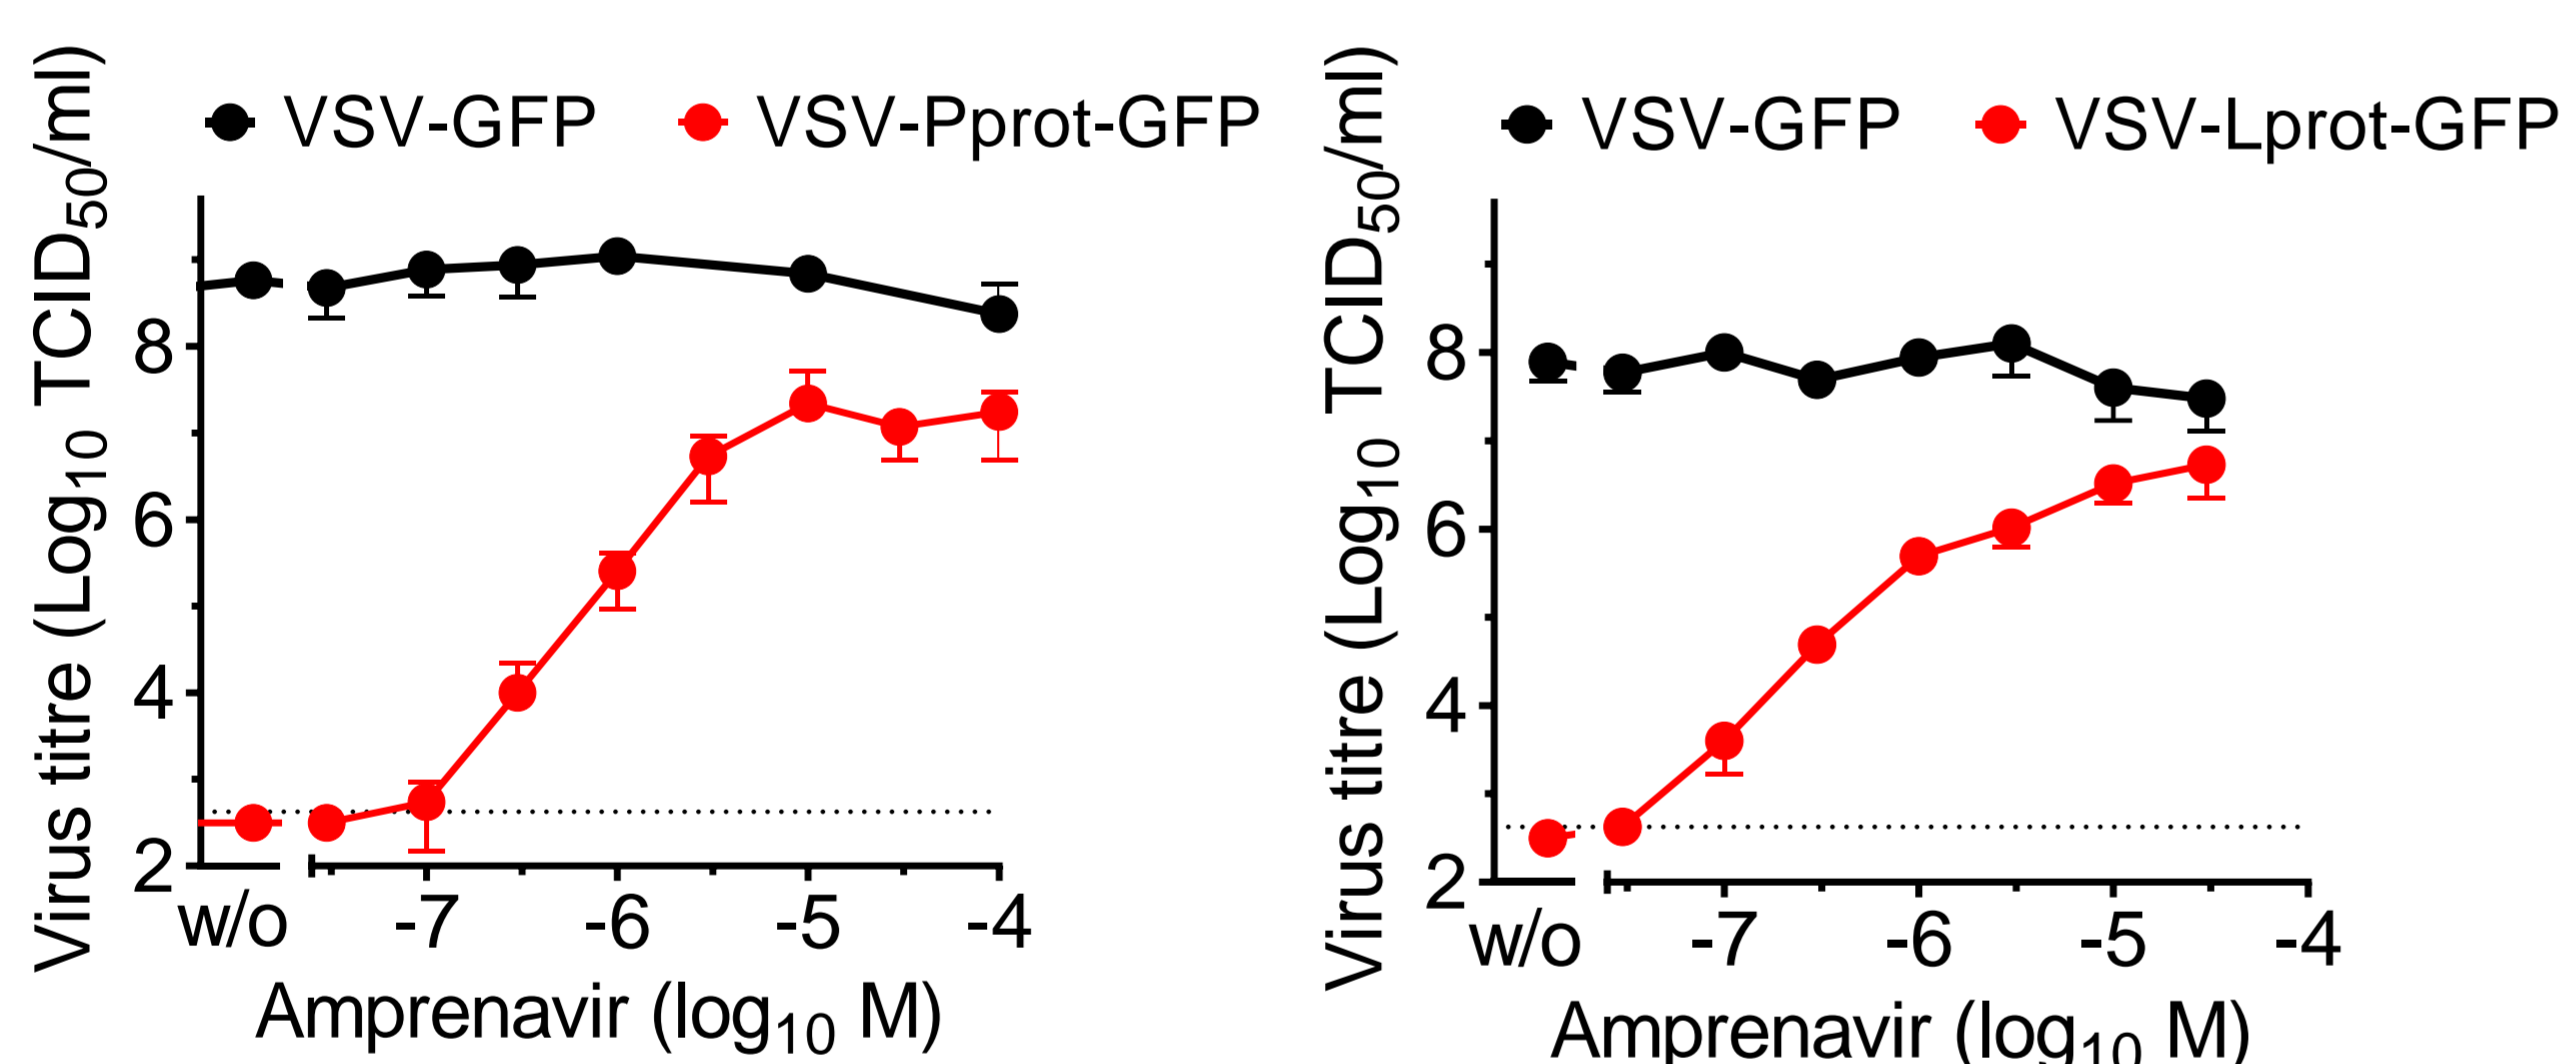 VSV-GFP VSV-Pprot-GFP
Virus titre (Log10 TCID50/ml)
8
6
4
2
w/o -7 -6 -5 -4
Amprenavir (log10 M)
VSV-GFP VSV-Lprot-GFP
Virus titre (Log10 TCID50/ml)
8
6
4
2
w/o -7 -6 -5 -4
Amprenavir (log10 M)